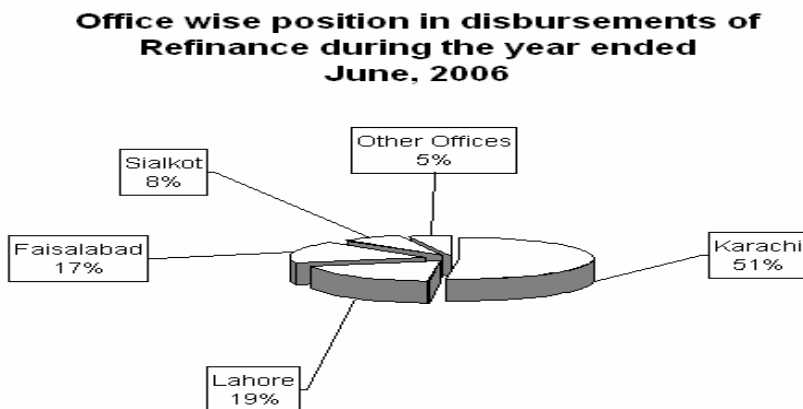 Office wise position in disbursements of
Refinance during the year ended
June, 2006
Other Offices
5%
Sialkot
8%
Faisalabad
17%
Karachi
51%
Lahore
19%